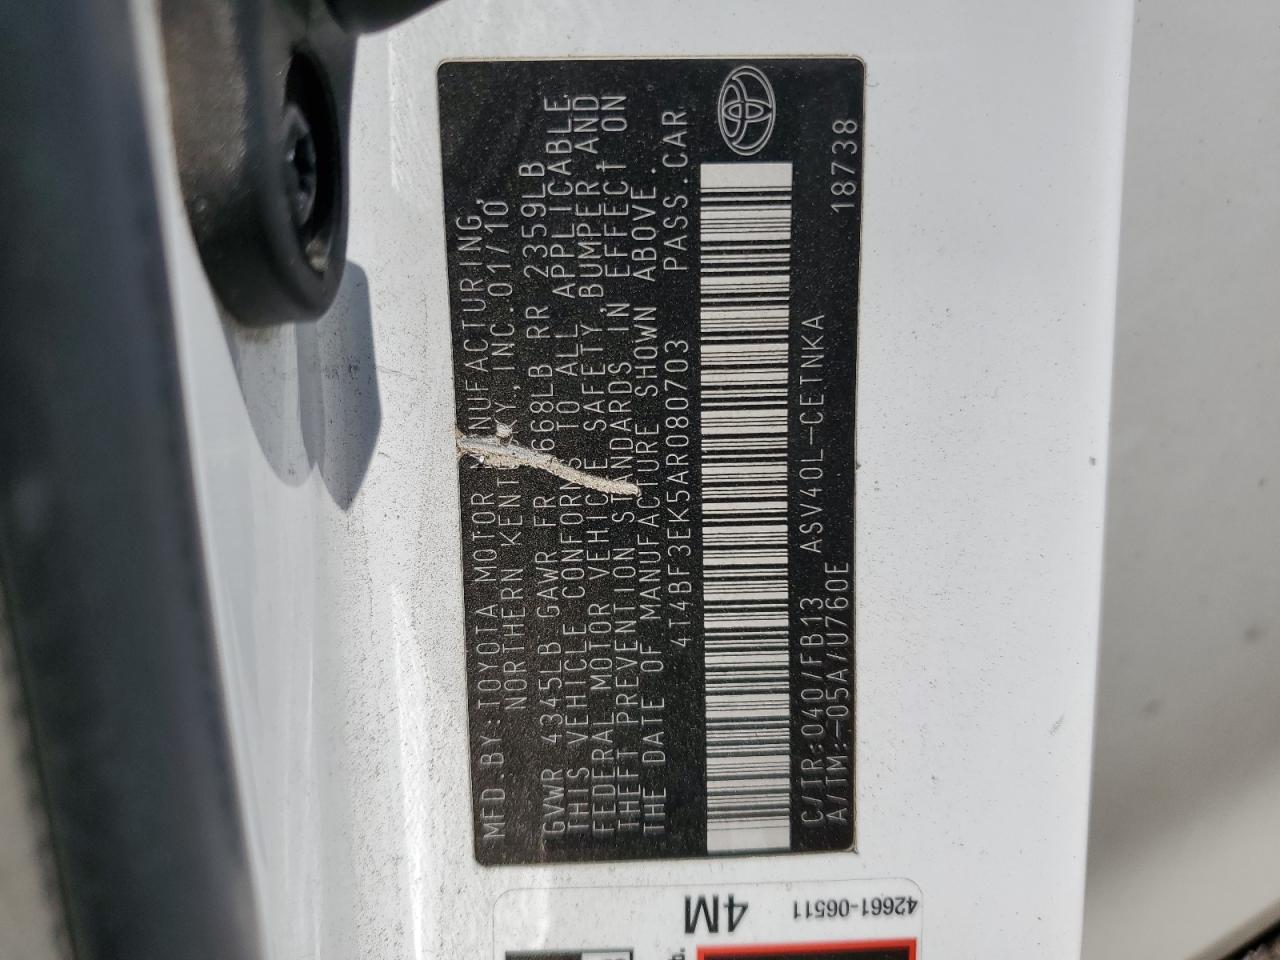 MFD.BY:TOYOTA MOTOR MANUFACTURING,
NORTHERN KENTUCKY,INC.01/10
GVWR 4345LB GAWR FR 668LB RR 2359LB
THIS VEHICLE CONFORMS TO ALL APPLICABLE
FEDERAL MOTOR VEHICLE SAFETY BUMPER AND
THEFT PREVENTION STANDARDS IN EFFECT ON
THE DATE OF MANUFACTURE SHOWN ABOVE.
4T4BF3EK5AR080703 PASS.CAR
C/TR:040/FB13 ASV40L-CETNKA
A/TM:-05A/U760E 18738
4M
42661-06511